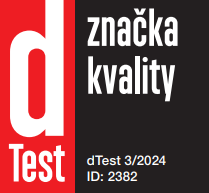 d
Test
značka
kvality
dTest 3/2024
ID: 2382